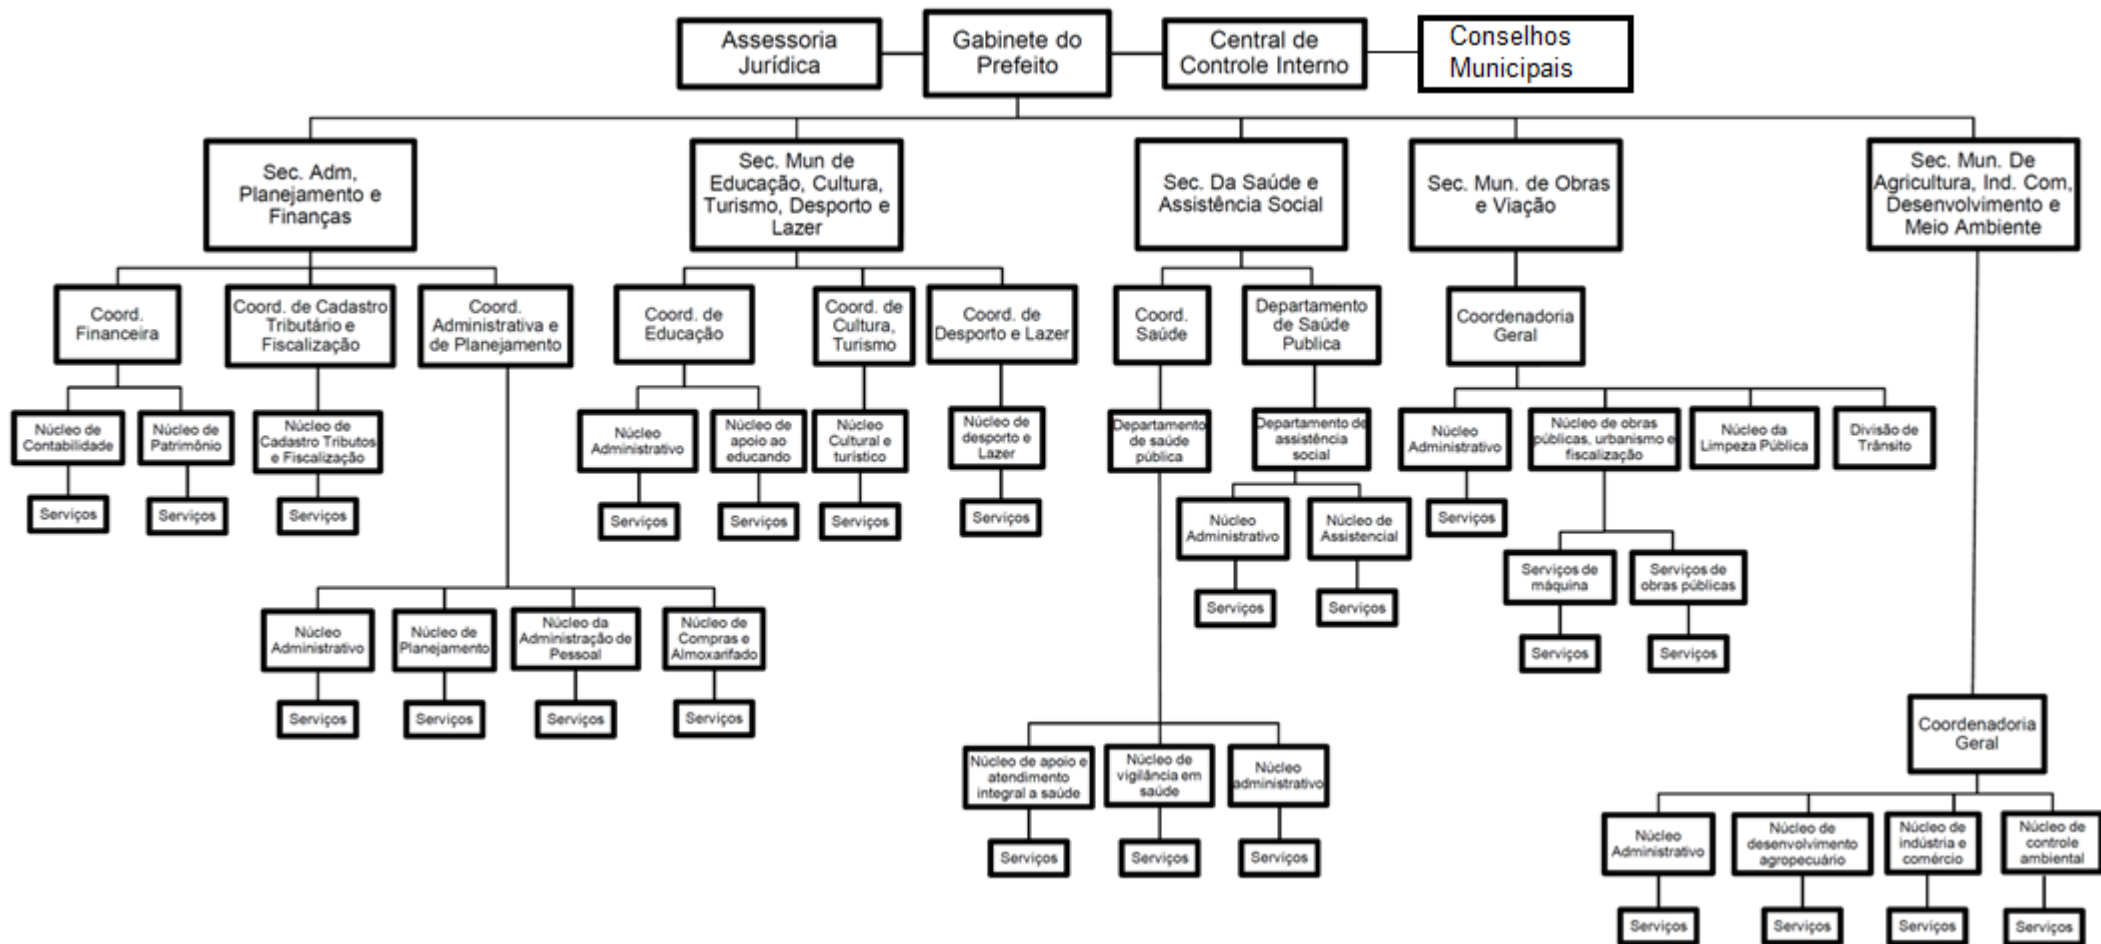 Assessoria
Jurídica
Gabinete do
Prefeito
Central de
Controle Interno
Conselhos
Municipais
Sec. Adm,
Planejamento e
Finanças
Sec. Mun de
Educação, Cultura,
Turismo, Desporto e
Lazer
Sec. Da Saúde e
Assistência Social
Sec. Mun. de Obras
e Viação
Sec. Mun. De
Agricultura, Ind. Com,
Desenvolvimento e
Meio Ambiente
Coord.
Financeira
Coord. de Cadastro
Tributário e
Fiscalização
Coord.
Administrativa e
de Planejamento
Coord. de
Educação
Coord. de
Cultura,
Turismo
Coord. de
Desporto e Lazer
Coord.
Saúde
Departamento
de Saúde
Publica
Coordenadoria
Geral
Núcleo de
Contabilidade
Núcleo de
Patrimônio
Núcleo de
Cadastro Tributos
e Fiscalização
Núcleo
Administrativo
Núcleo de
apoio ao
educando
Núcleo
Cultural e
turístico
Núcleo de
desporto e
Lazer
Departamento
de saúde
pública
Departamento de
assistência
social
Núcleo
Administrativo
Núcleo de obras
públicas, urbanismo e
fiscalização
Núcleo da
Limpeza Pública
Divisão de
Trânsito
Serviços
Serviços
Serviços
Serviços
Serviços
Serviços
Serviços
Núcleo
Administrativo
Núcleo de
Assistencial
Serviços
Serviços de
máquina
Serviços de
obras públicas
Serviços
Serviços
Serviços
Serviços
Núcleo
Administrativo
Núcleo de
Planejamento
Núcleo da
Administração de
Pessoal
Núcleo de
Compras e
Almoxarifado
Serviços
Serviços
Serviços
Serviços
Coordenadoria
Geral
Núcleo de apoio e
atendimento
integral a saúde
Núcleo de
vigilância em
saúde
Núcleo
administrativo
Serviços
Serviços
Serviços
Núcleo
Administrativo
Núcleo de
desenvolvimento
agropecuário
Núcleo de
indústria e
comércio
Núcleo de
controle
ambiental
Serviços
Serviços
Serviços
Serviços